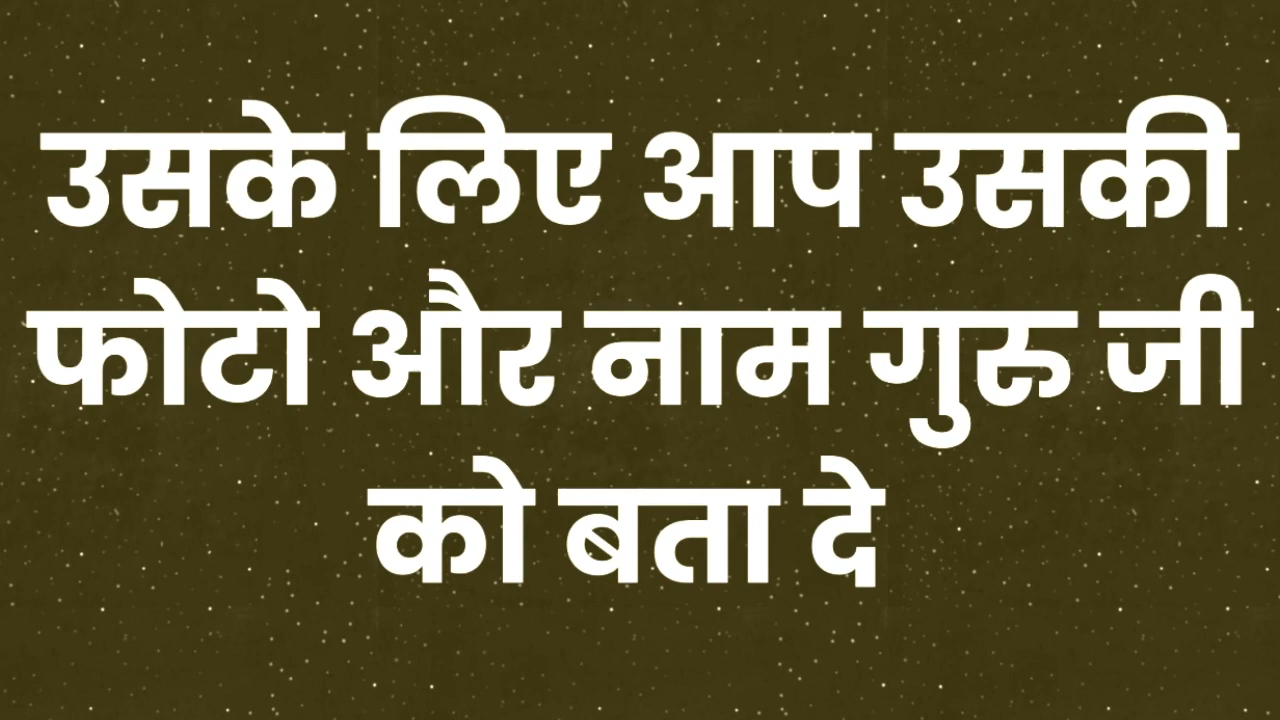 उसके लिए आप उसकी
फोटो और नाम गुरु जी
को बता दे